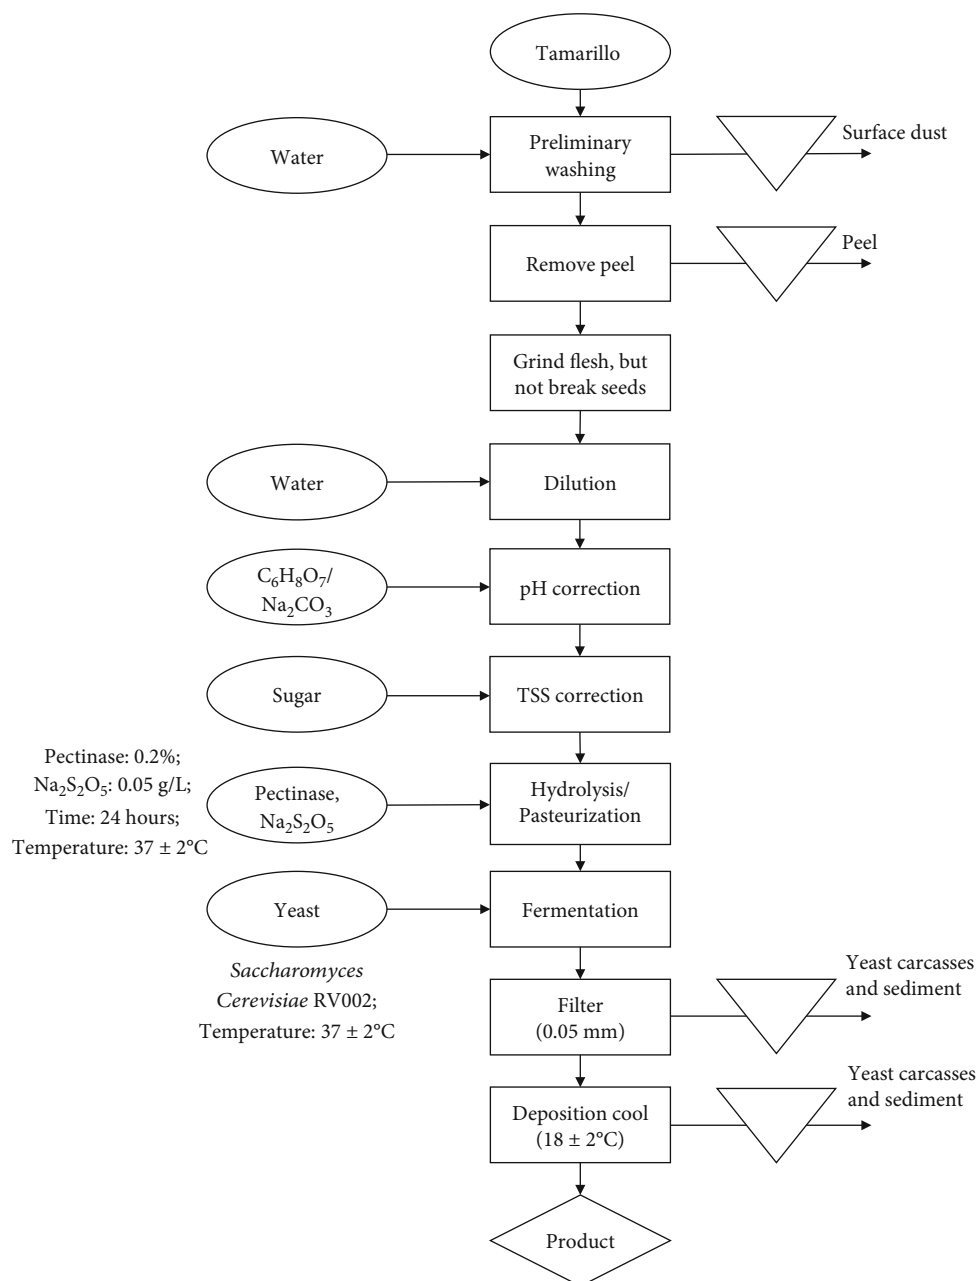 Tamarillo
Water
Preliminary
washing
Surface dust
Remove peel
Peel
Grind flesh, but
not break seeds
Water
Dilution
C₆H₈O₇/
Na₂CO₃
pH correction
Sugar
TSS correction
Pectinase: 0.2%;
Na₂S₂O₅: 0.05 g/L;
Time: 24 hours;
Temperature: 37 ± 2°C
Pectinase,
Na₂S₂O₅
Hydrolysis/
Pasteurization
Yeast
Fermentation
Saccharomyces
Cerevisiae RV002;
Temperature: 37 ± 2°C
Filter
(0.05 mm)
Yeast carcasses
and sediment
Deposition cool
(18 ± 2°C)
Yeast carcasses
and sediment
Product